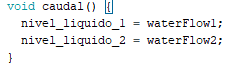 void caudal() {
  nivel_liquido_1 = waterFlow1;
  nivel_liquido_2 = waterFlow2;
}